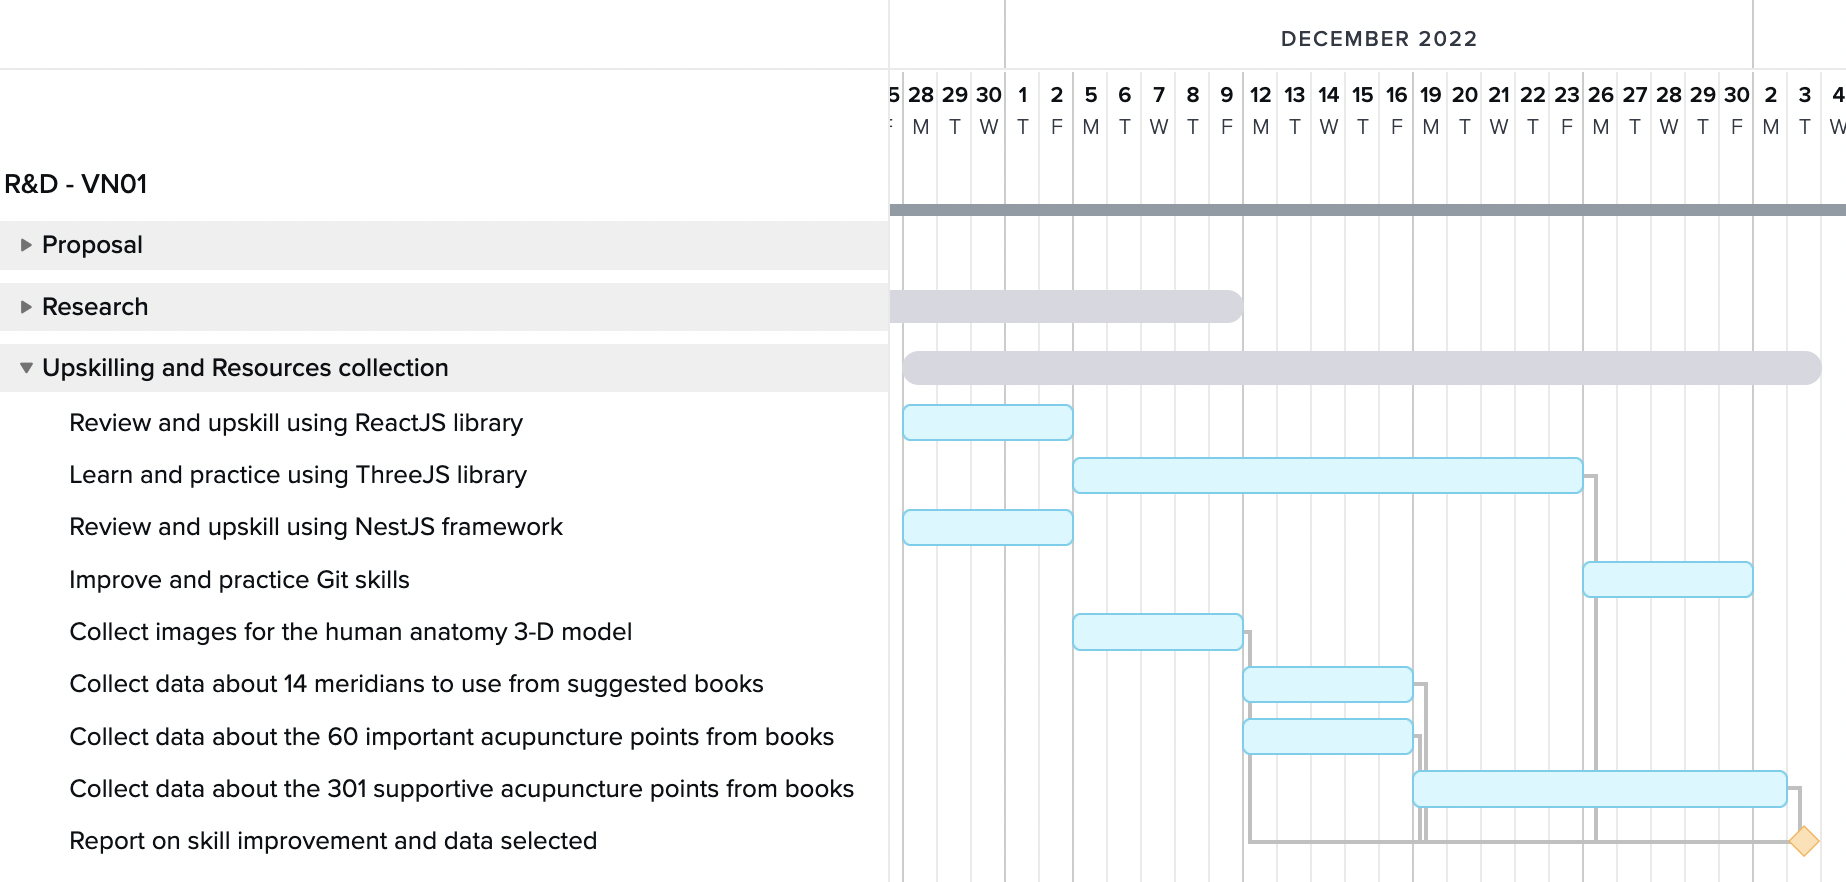 DECEMBER 2022
5 28 29 30 1 2 5 6 7 8 9 12 13 14 15 16 19 20 21 22 23 26 27 28 29 30 2 3 4
F M T W T F M T W T F M T W T F M T W T F M T W T F M T W
R&D - VN01
Proposal
Research
Upskilling and Resources collection
Review and upskill using ReactJS library
Learn and practice using ThreeJS library
Review and upskill using NestJS framework
Improve and practice Git skills
Collect images for the human anatomy 3-D model
Collect data about 14 meridians to use from suggested books
Collect data about the 60 important acupuncture points from books
Collect data about the 301 supportive acupuncture points from books
Report on skill improvement and data selected